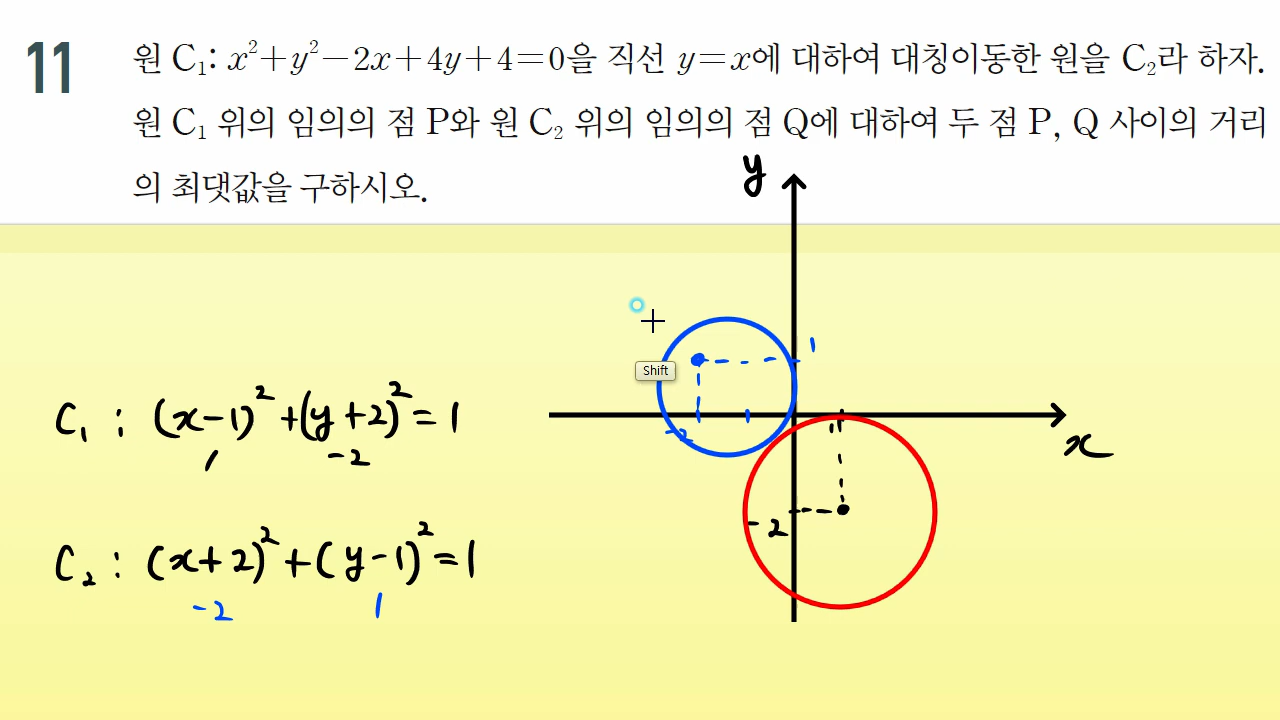 11
원 C₁: x²+y²−2x+4y+4=0을 직선 y=x에 대하여 대칭이동한 원을 C₂라 하자.
원 C₁ 위의 임의의 점 P와 원 C₂ 위의 임의의 점 Q에 대하여 두 점 P, Q 사이의 거리
의 최댓값을 구하시오.
y
1
Shift
-2
x
1
-2
C₁ : (x-1)²+(y+2)²=1
1 -2
C₂ : (x+2)²+(y-1)²=1
-2 1